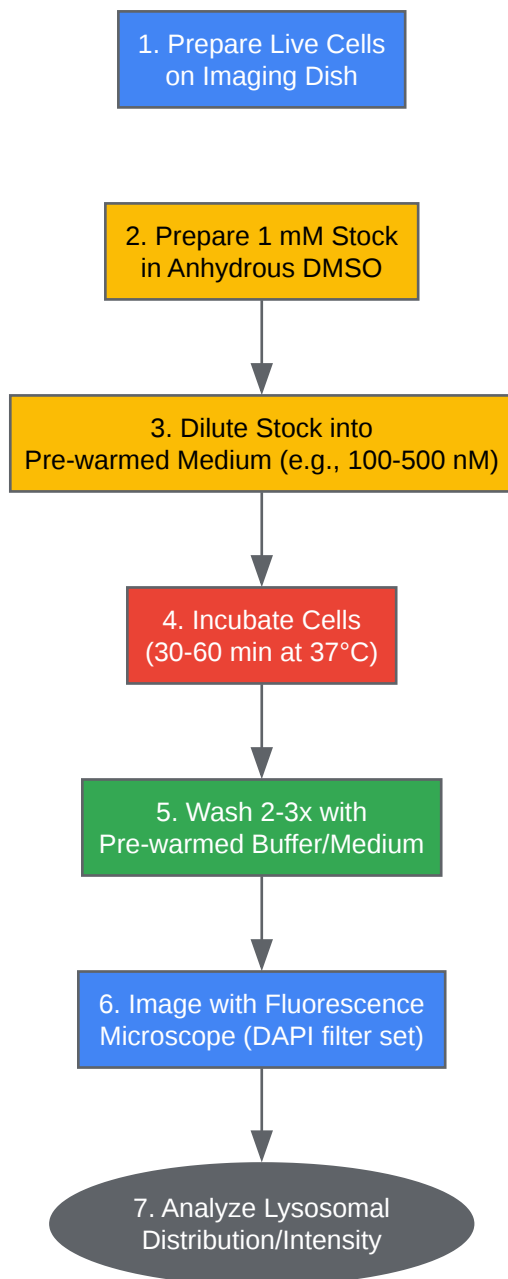 1. Prepare Live Cells
on Imaging Dish
2. Prepare 1 mM Stock
in Anhydrous DMSO
3. Dilute Stock into
Pre-warmed Medium (e.g., 100-500 nM)
4. Incubate Cells
(30-60 min at 37°C)
5. Wash 2-3x with
Pre-warmed Buffer/Medium
6. Image with Fluorescence
Microscope (DAPI filter set)
7. Analyze Lysosomal
Distribution/Intensity